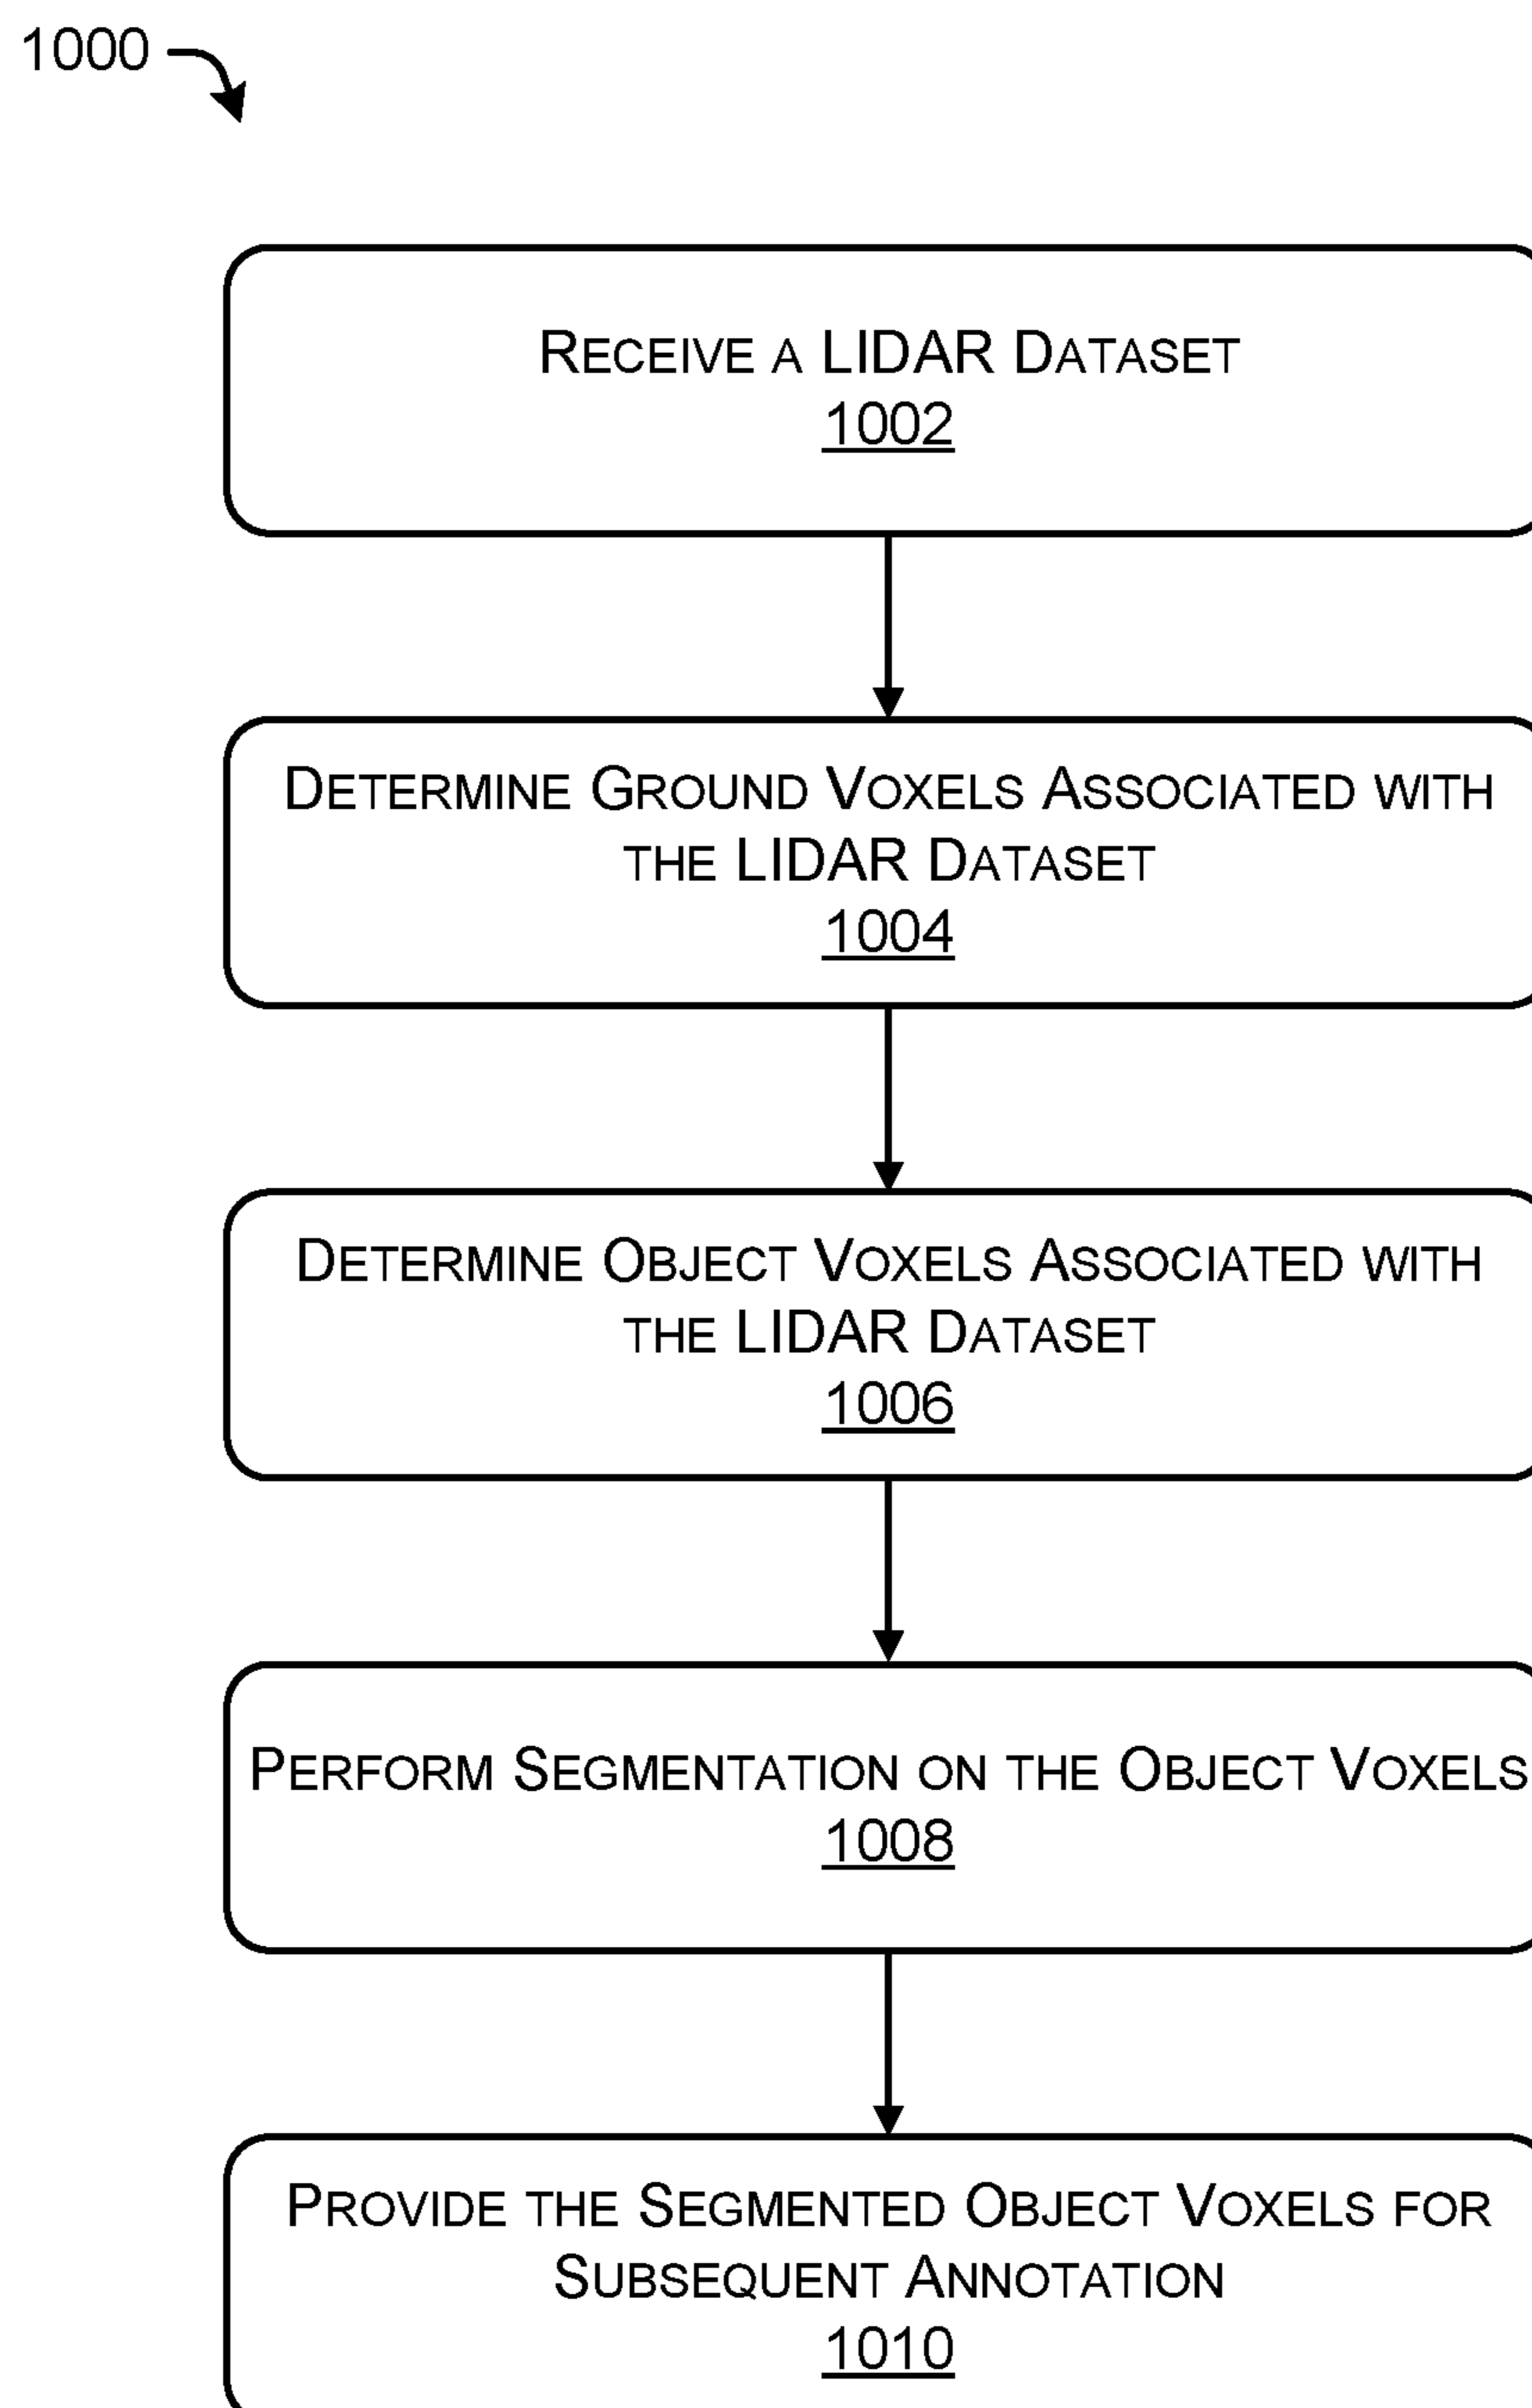 1000
RECEIVE A LIDAR DATASET
1002
DETERMINE GROUND VOXELS ASSOCIATED WITH
THE LIDAR DATASET
1004
DETERMINE OBJECT VOXELS ASSOCIATED WITH
THE LIDAR DATASET
1006
PERFORM SEGMENTATION ON THE OBJECT VOXELS
1008
PROVIDE THE SEGMENTED OBJECT VOXELS FOR
SUBSEQUENT ANNOTATION
1010